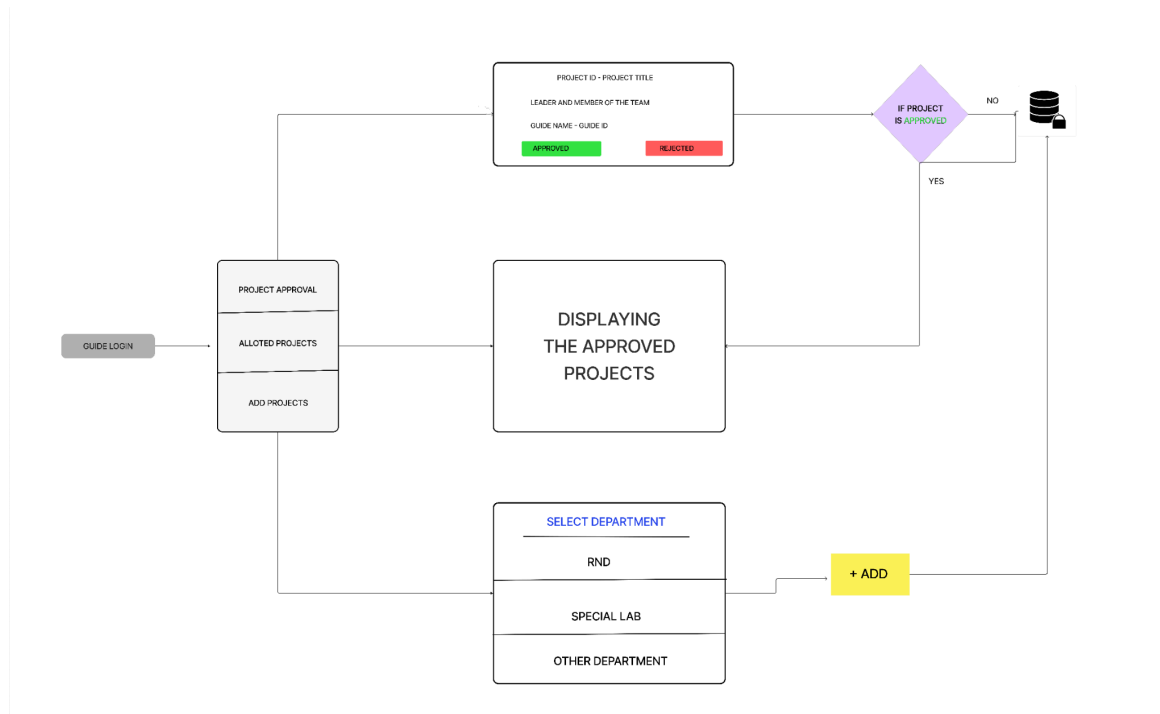 PROJECT ID - PROJECT TITLE
LEADER AND MEMBER OF THE TEAM
GUIDE NAME - GUIDE ID
APPROVED
REJECTED
IF PROJECT
IS APPROVED
NO
YES
GUIDE LOGIN
PROJECT APPROVAL
ALLOTED PROJECTS
ADD PROJECTS
DISPLAYING
THE APPROVED
PROJECTS
SELECT DEPARTMENT
RND
SPECIAL LAB
OTHER DEPARTMENT
+ ADD